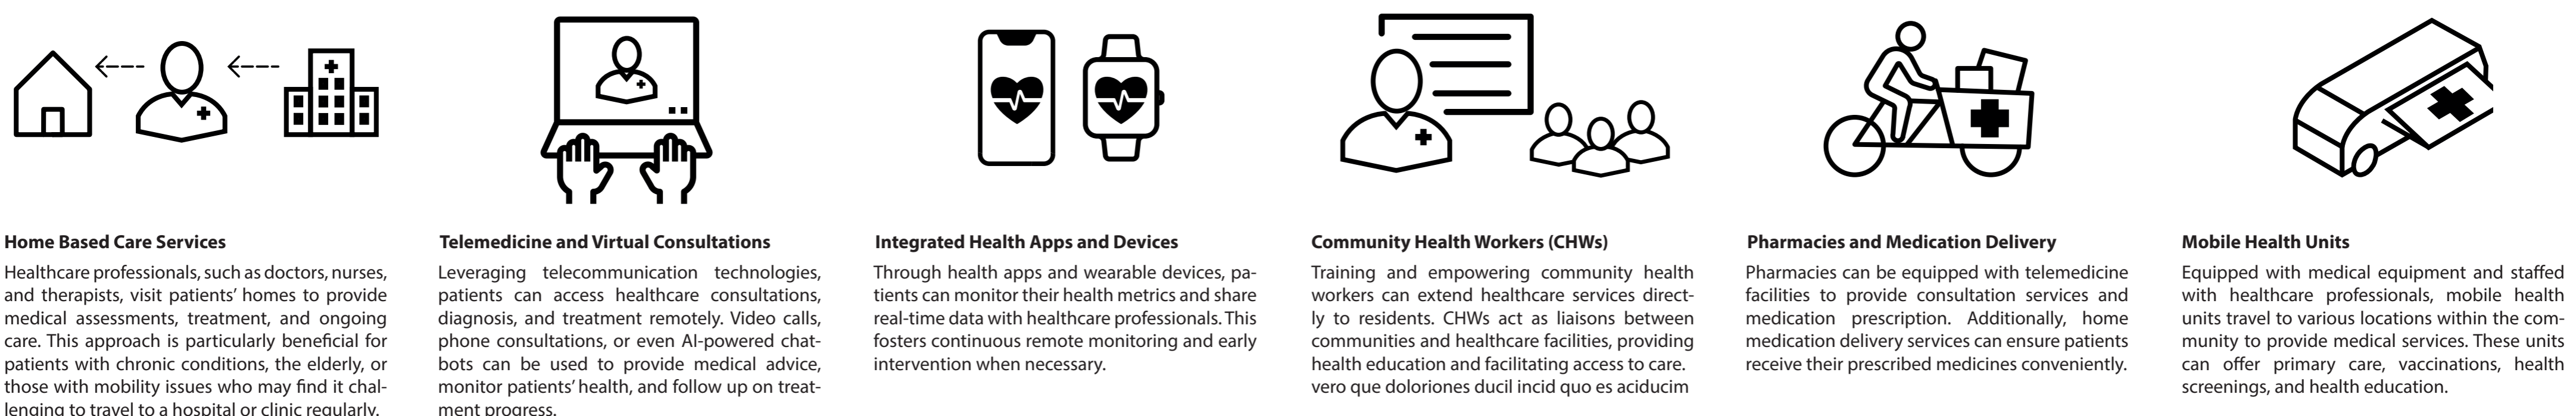 Home Based Care Services
Healthcare professionals, such as doctors, nurses,
and therapists, visit patients’ homes to provide
medical assessments, treatment, and ongoing
care. This approach is particularly beneficial for
patients with chronic conditions, the elderly, or
those with mobility issues who may find it chal-
lenging to travel to a hospital or clinic regularly.
Telemedicine and Virtual Consultations
Leveraging telecommunication technologies,
patients can access healthcare consultations,
diagnosis, and treatment remotely. Video calls,
phone consultations, or even AI-powered chat-
bots can be used to provide medical advice,
monitor patients’ health, and follow up on treat-
ment progress.
Integrated Health Apps and Devices
Through health apps and wearable devices, pa-
tients can monitor their health metrics and share
real-time data with healthcare professionals. This
fosters continuous remote monitoring and early
intervention when necessary.
Community Health Workers (CHWs)
Training and empowering community health
workers can extend healthcare services direct-
ly to residents. CHWs act as liaisons between
communities and healthcare facilities, providing
health education and facilitating access to care.
vero que doloriones ducil incid quo es aciducim
Pharmacies and Medication Delivery
Pharmacies can be equipped with telemedicine
facilities to provide consultation services and
medication prescription. Additionally, home
medication delivery services can ensure patients
receive their prescribed medicines conveniently.
Mobile Health Units
Equipped with medical equipment and staffed
with healthcare professionals, mobile health
units travel to various locations within the com-
munity to provide medical services. These units
can offer primary care, vaccinations, health
screenings, and health education.